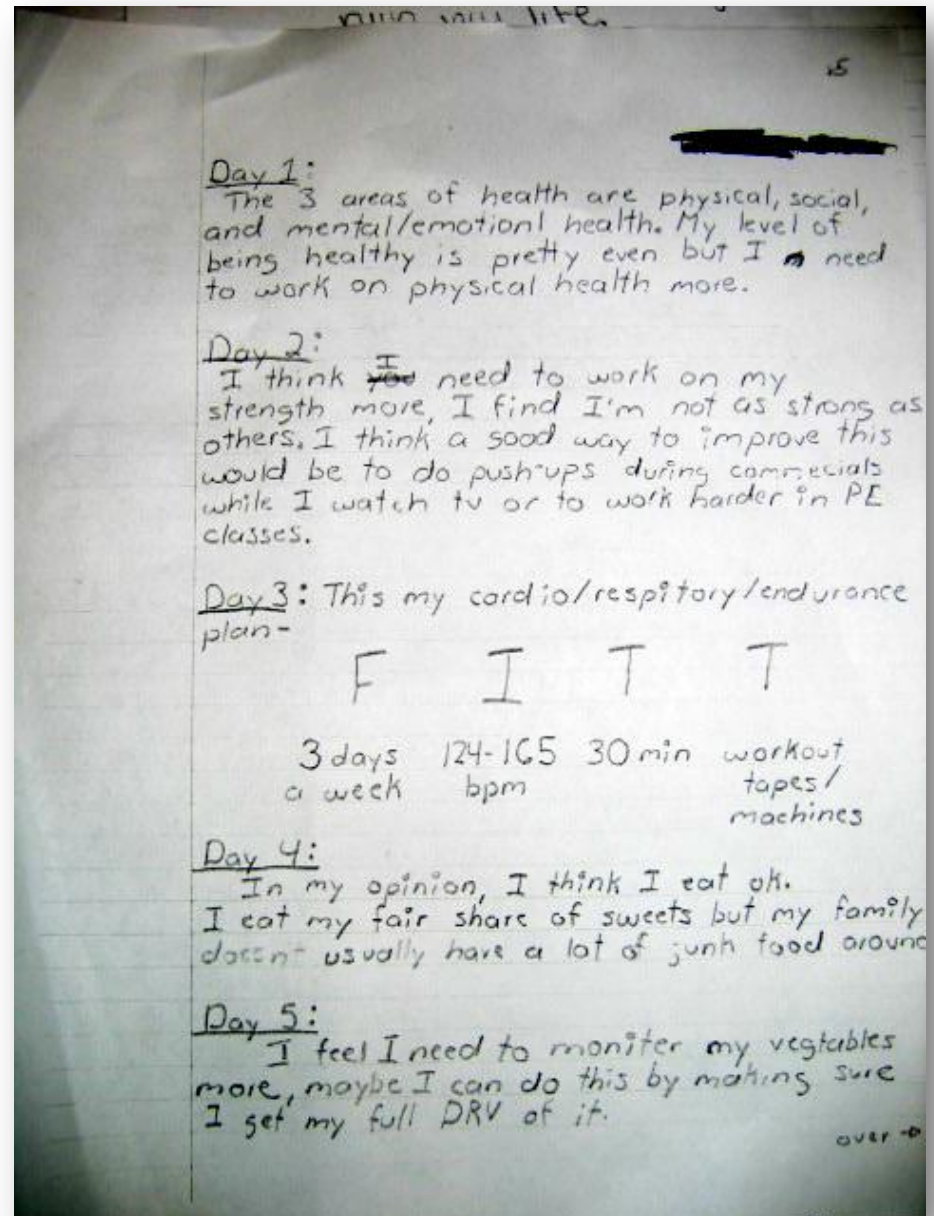 life.
.5
Day 1:
The 3 areas of health are physical, social,
and mental/emotionl health. My level of
being healthy is pretty even but I need
to work on physical health more.
Day 2:
I think I need to work on my
strength more, I find I'm not as strong as
others. I think a good way to improve this
would be to do push-ups during commecials
while I watch tv or to work harder in PE
classes.
Day 3: This my cardio/respitory/endurance
plan-
F I T T
3 days 124-165 30 min workout
a week bpm tapes/
machines
Day 4:
In my opinion, I think I eat ok.
I eat my fair share of sweets but my family
doesn't usually have a lot of junk food around
Day 5:
I feel I need to moniter my vegtables
more, maybe I can do this by making sure
I get my full DRV of it.
over →